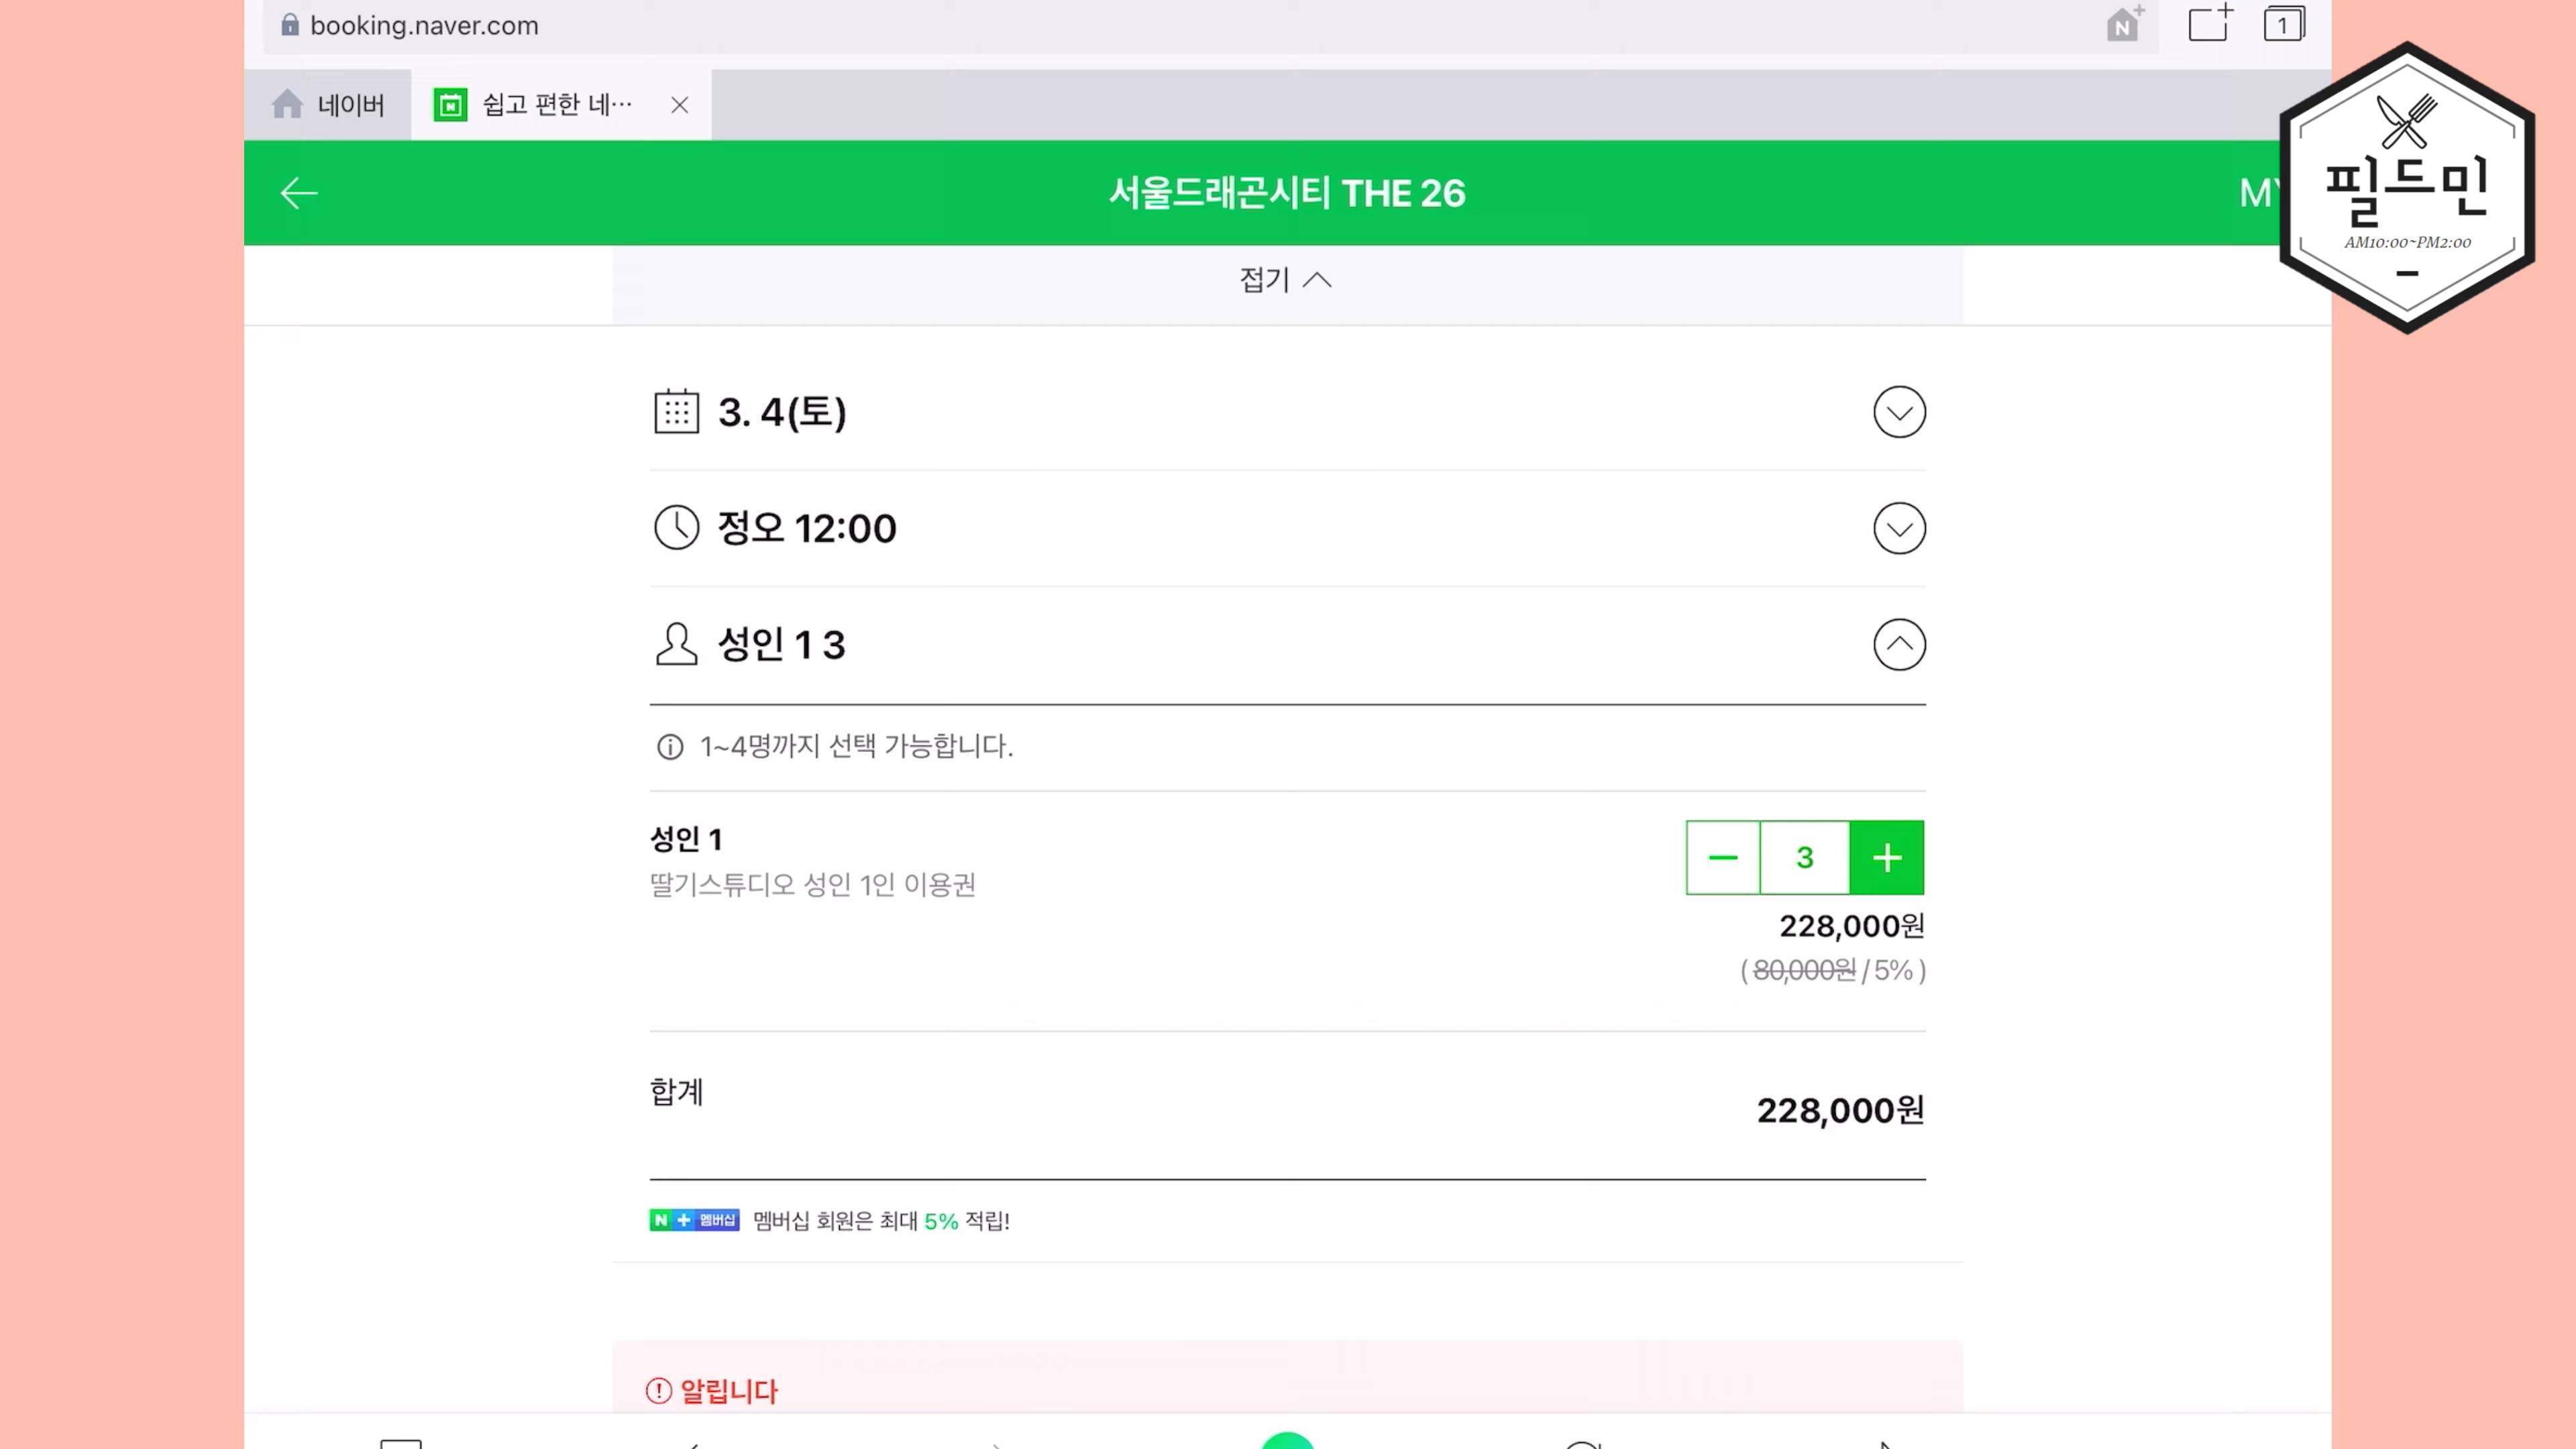 booking.naver.com
1
네이버
쉽고 편한 네…
서울드래곤시티 THE 26
MY
필드민
AM10:00~PM2:00
접기
3. 4(토)
정오 12:00
성인 1 3
1~4명까지 선택 가능합니다.
성인 1
딸기스튜디오 성인 1인 이용권
3
228,000원
( 80,000원 / 5% )
합계
228,000원
N + 멤버십 멤버십 회원은 최대 5% 적립!
알립니다